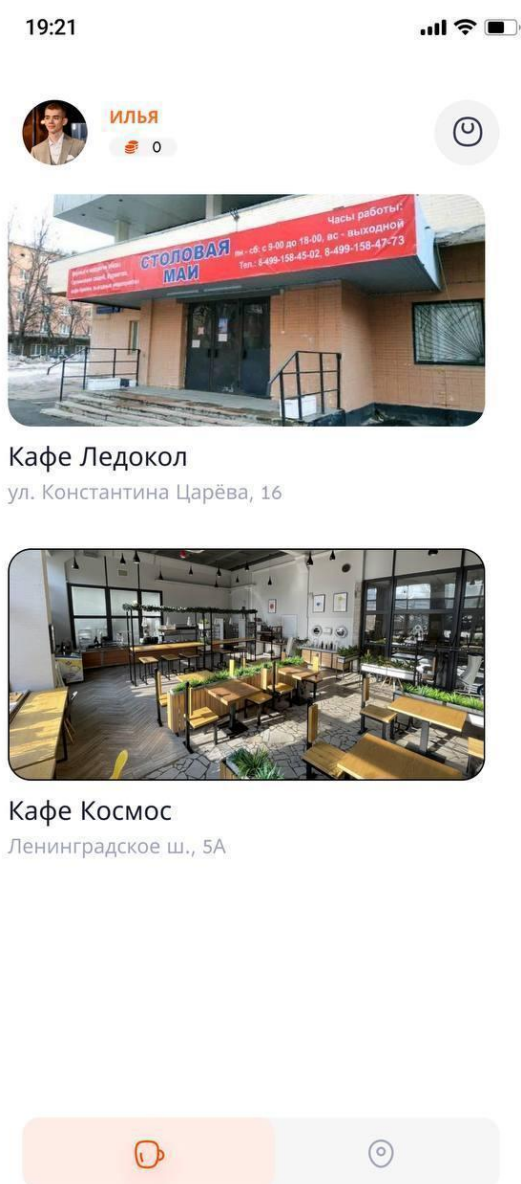 19:21
ИЛЬЯ
0
СТОЛОВАЯ
МАИ
Часы работы:
пн - сб: с 9-00 до 18-00, вс - выходной
Тел.: 8-499-158-45-02, 8-499-158-47-73
Кафе Ледокол
ул. Константина Царёва, 16
Кафе Космос
Ленинградское ш., 5А